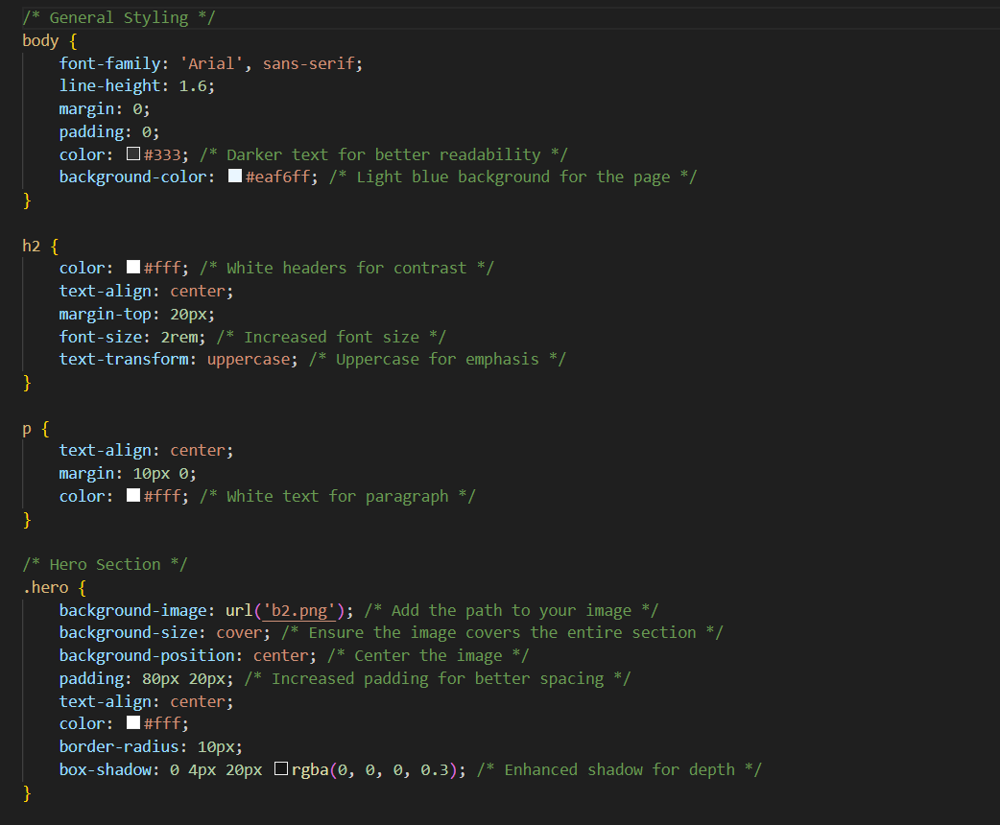 /* General Styling */
body {
    font-family: 'Arial', sans-serif;
    line-height: 1.6;
    margin: 0;
    padding: 0;
    color: #333; /* Darker text for better readability */
    background-color: #eaf6ff; /* Light blue background for the page */
}

h2 {
    color: #fff; /* White headers for contrast */
    text-align: center;
    margin-top: 20px;
    font-size: 2rem; /* Increased font size */
    text-transform: uppercase; /* Uppercase for emphasis */
}

p {
    text-align: center;
    margin: 10px 0;
    color: #fff; /* White text for paragraph */
}

/* Hero Section */
.hero {
    background-image: url('b2.png'); /* Add the path to your image */
    background-size: cover; /* Ensure the image covers the entire section */
    background-position: center; /* Center the image */
    padding: 80px 20px; /* Increased padding for better spacing */
    text-align: center;
    color: #fff;
    border-radius: 10px;
    box-shadow: 0 4px 20px rgba(0, 0, 0, 0.3); /* Enhanced shadow for depth */
}